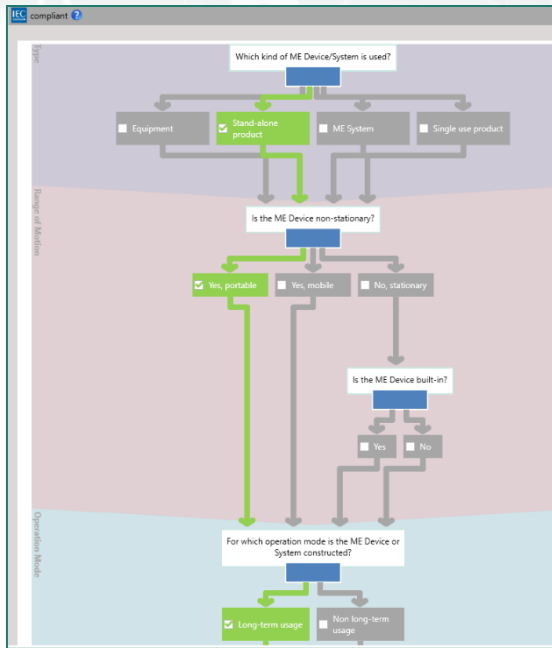 IEC compliant ?
Type
Which kind of ME Device/System is used?
Equipment
Stand-alone
product
ME System
Single use product
Range of Motion
Is the ME Device non-stationary?
Yes, portable
Yes, mobile
No, stationary
Is the ME Device built-in?
Yes
No
Operation Mode
For which operation mode is the ME Device or
System constructed?
Long-term usage
Non long-term
usage